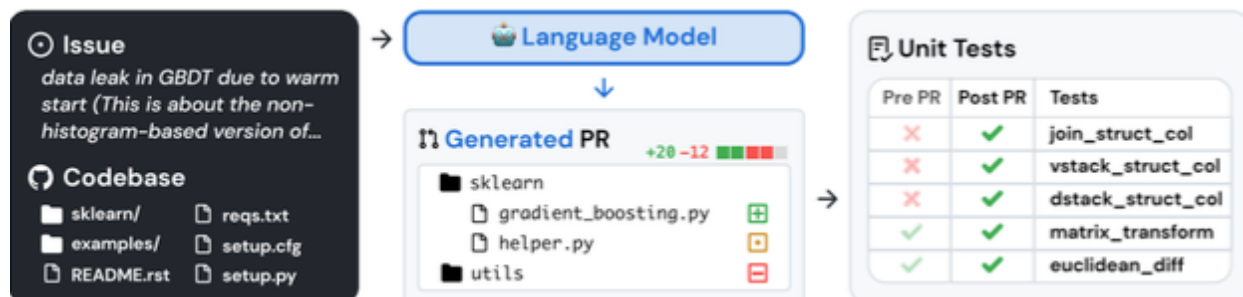 Issue
data leak in GBDT due to warm
start (This is about the non-
histogram-based version of...
Codebase
sklearn/
reqs.txt
examples/
setup.cfg
README.rst
setup.py
Language Model
Generated PR
+20 -12
sklearn
gradient_boosting.py
helper.py
utils
Unit Tests
Pre PR Post PR Tests
join_struct_col
vstack_struct_col
dstack_struct_col
matrix_transform
euclidean_diff